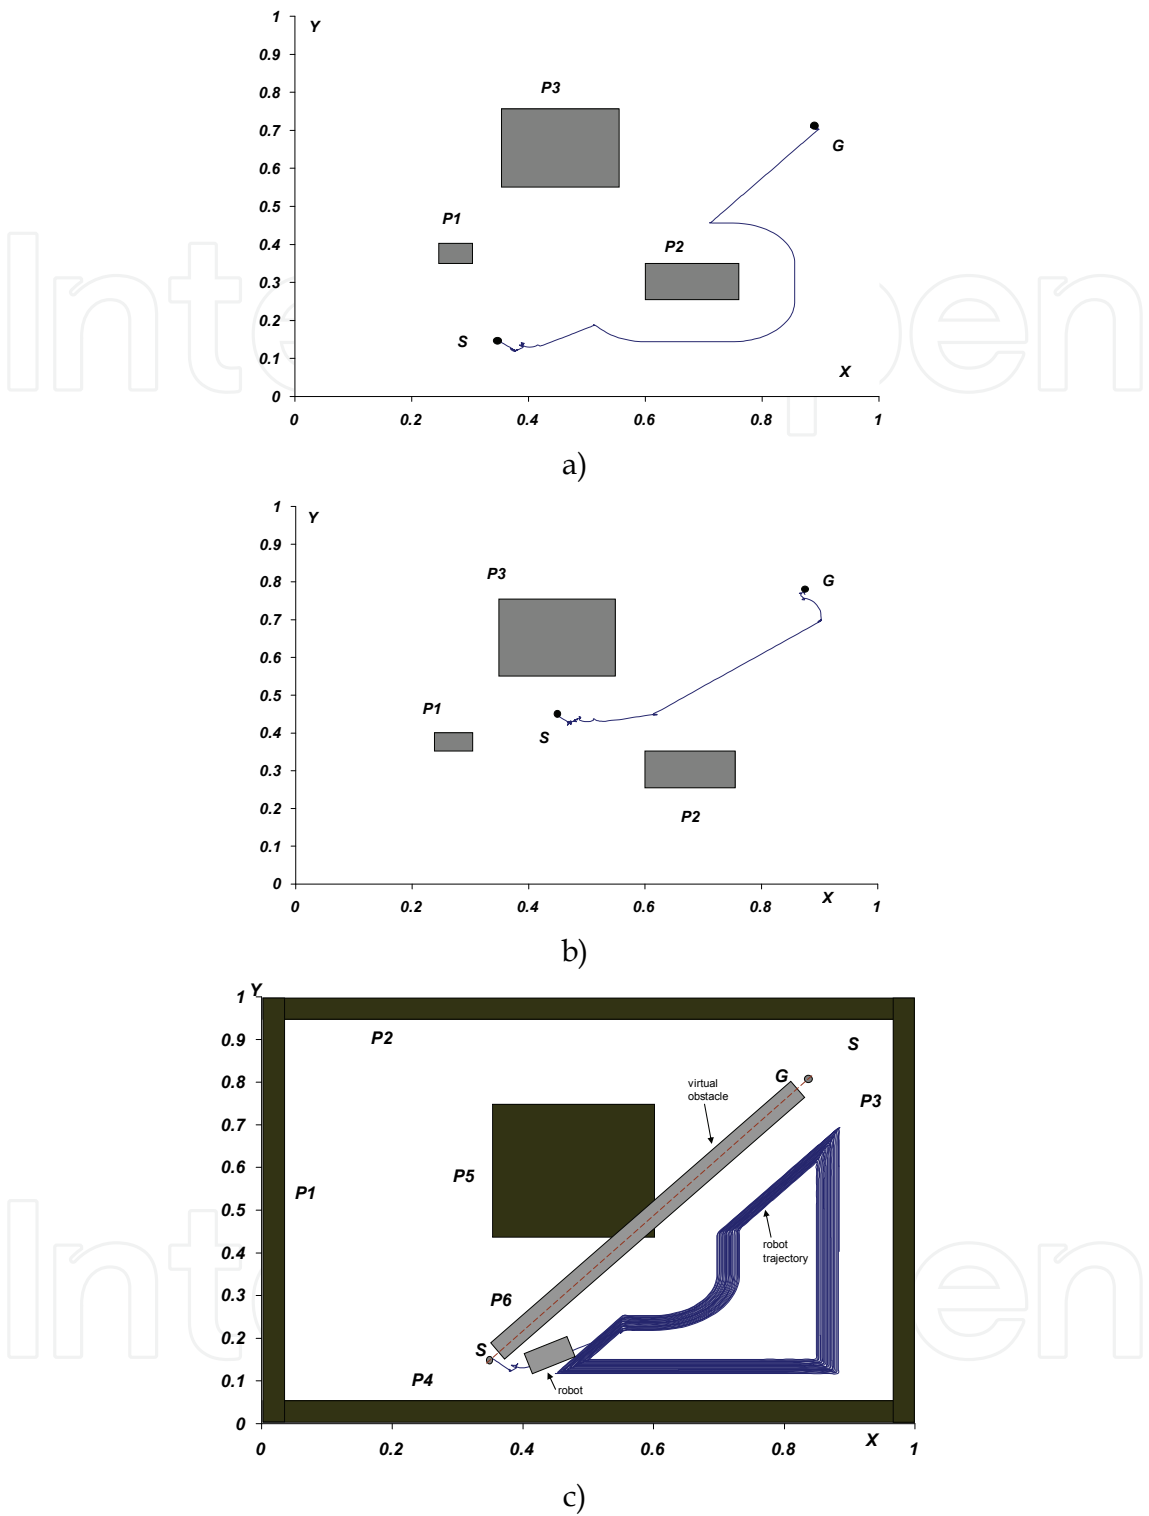 1
Y
0.9
P3
0.8
0.7
G
0.6
0.5
P1
0.4
P2
0.3
0.2
S
0.1
X
0
0 0.2 0.4 0.6 0.8 1
a)
1
Y
0.9
P3
G
0.8
0.7
0.6
0.5
P1
S
0.4
0.3
0.2
P2
0.1
0
0 0.2 0.4 0.6 0.8 X 1
b)
Y
1
P2
S
0.9
G
virtual
obstacle
0.8
P3
0.7
P5
0.6
P1
0.5
robot
trajectory
0.4
P6
0.3
0.2
S
P4
0.1
robot
0
X
0 0.2 0.4 0.6 0.8 1
c)